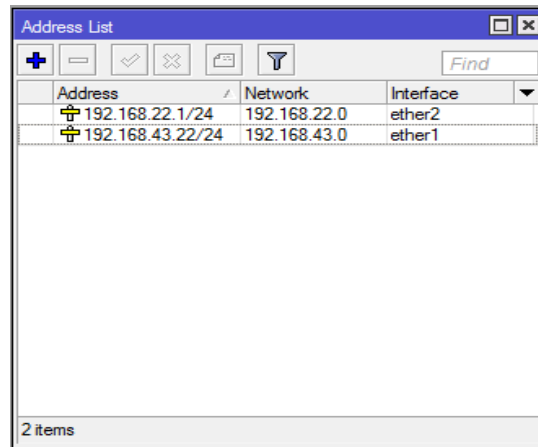 Address List
Find
Address Network Interface
192.168.22.1/24 192.168.22.0 ether2
192.168.43.22/24 192.168.43.0 ether1
2 items